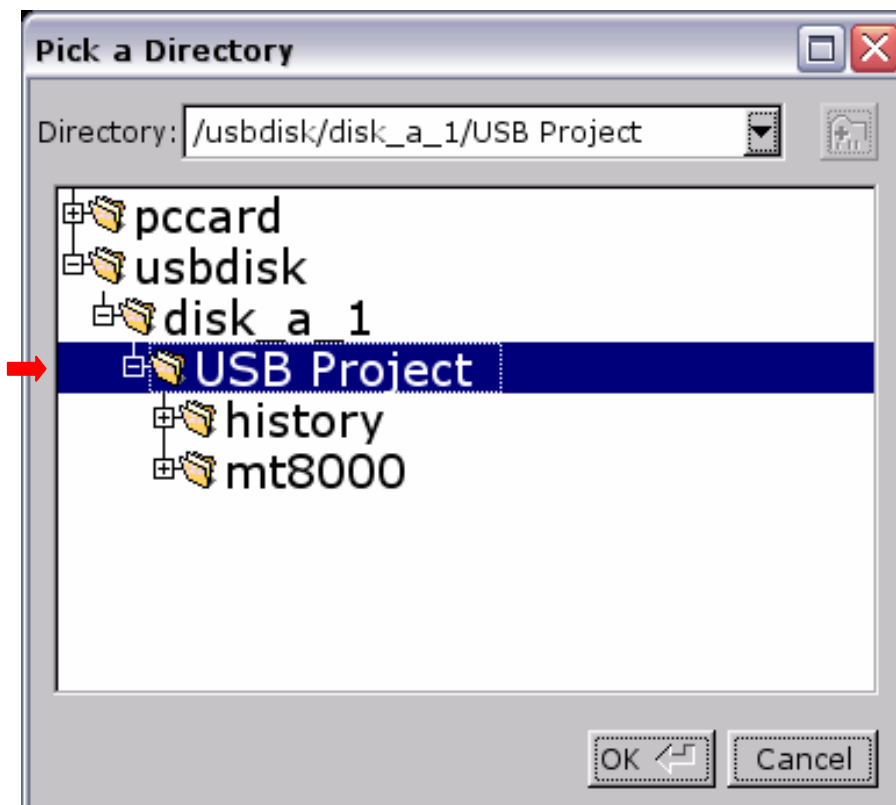 Pick a Directory
Directory: /usbdisk/disk_a_1/USB Project
pccard
usbdisk
disk_a_1
USB Project
history
mt8000
OK Cancel